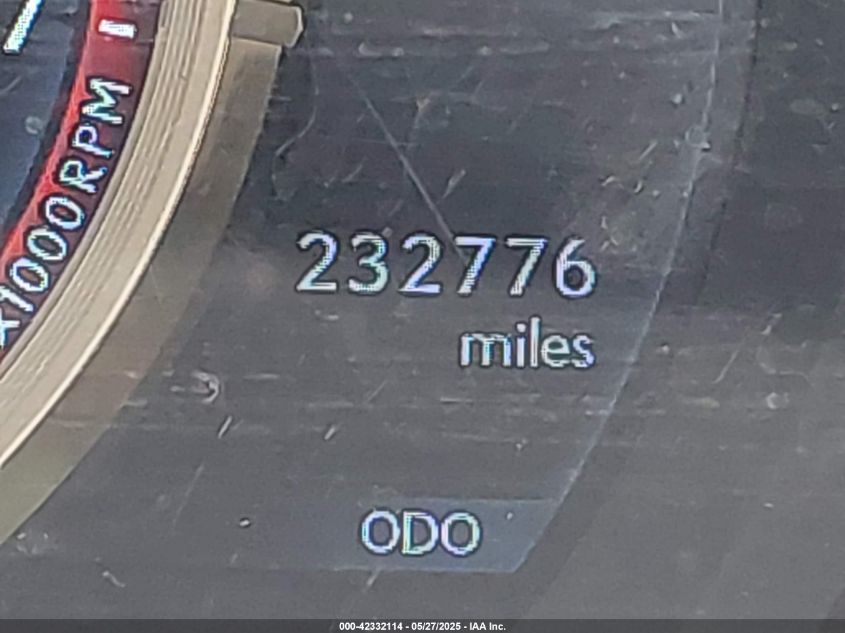 x1000RPM
232776
miles
ODO
000-42332114 - 05/27/2025 - IAA Inc.